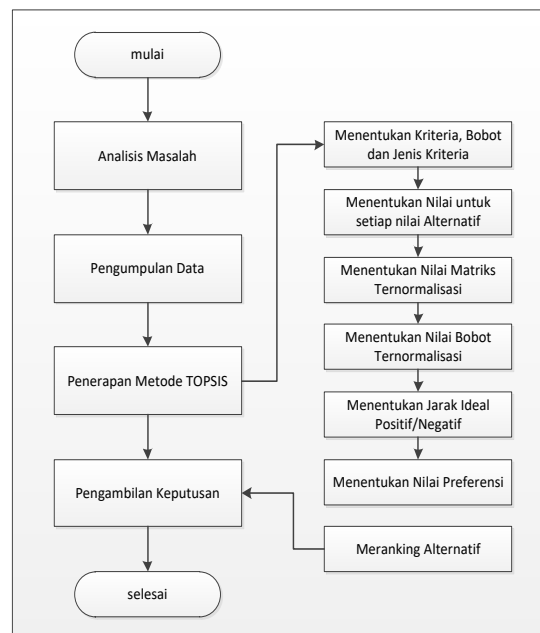 mulai
Analisis Masalah
Pengumpulan Data
Penerapan Metode TOPSIS
Pengambilan Keputusan
selesai
Menentukan Kriteria, Bobot
dan Jenis Kriteria
Menentukan Nilai untuk
setiap nilai Alternatif
Menentukan Nilai Matriks
Ternormalisasi
Menentukan Nilai Bobot
Ternormalisasi
Menentukan Jarak Ideal
Positif/Negatif
Menentukan Nilai Preferensi
Meranking Alternatif